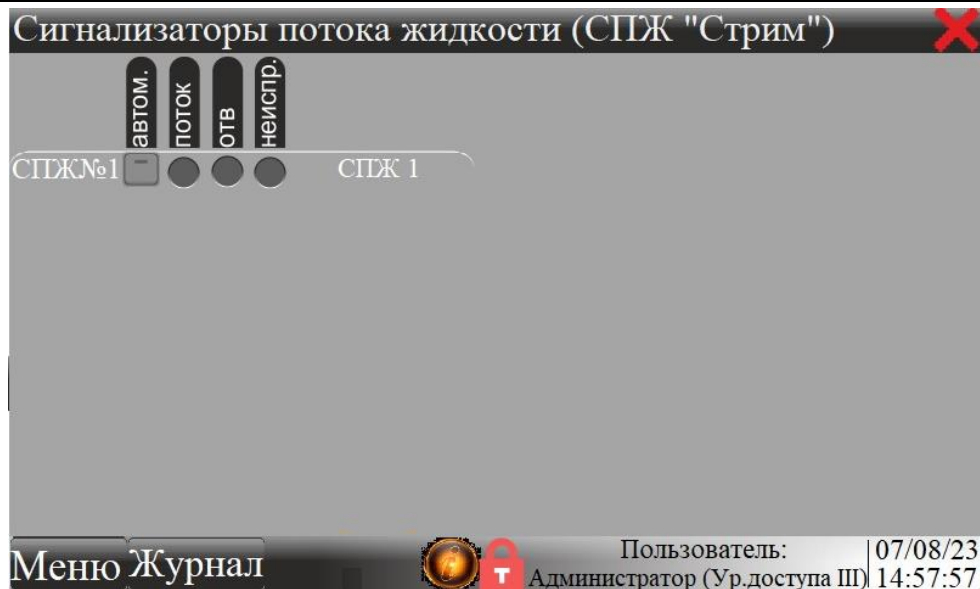 Сигнализаторы потока жидкости (СПЖ "Стрим")
автом.
поток
отв
неиспр.
СПЖ№1 СПЖ 1
Меню Журнал
Пользователь:
Администратор (Ур.доступа III)
07/08/23
14:57:57